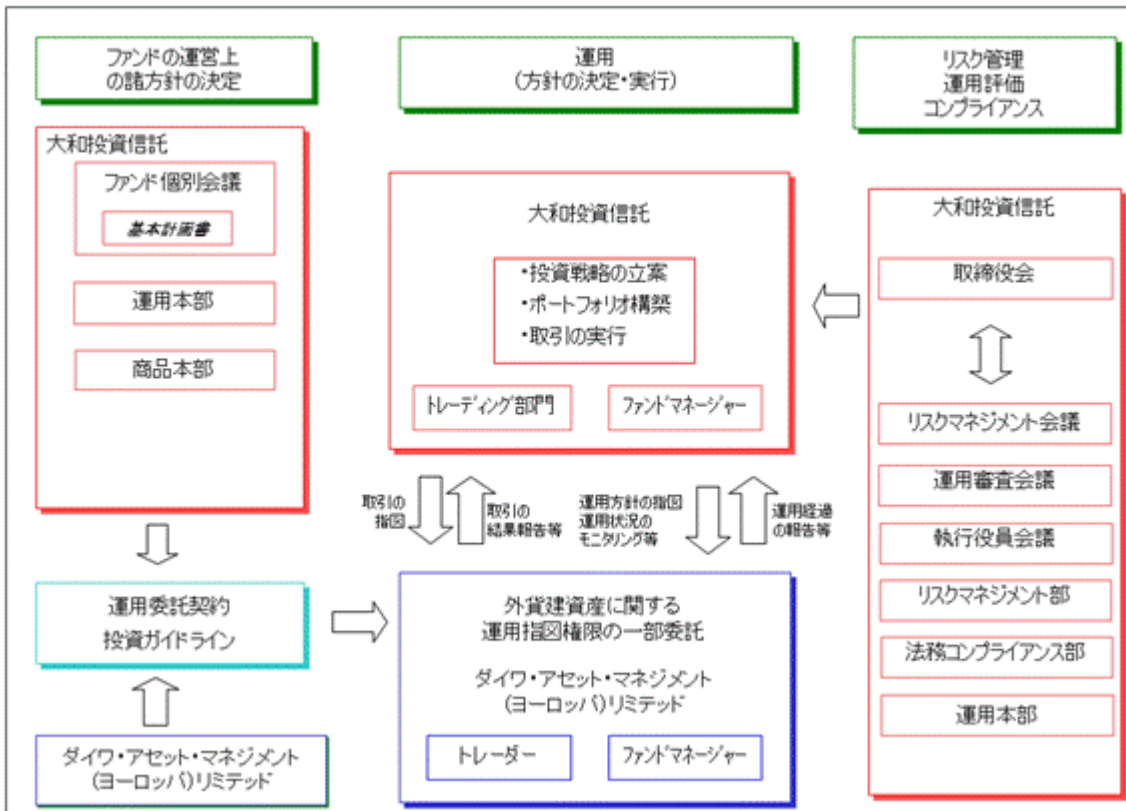 ファンドの運営上
の諸方針の決定
運用
(方針の決定・実行)
リスク管理
運用評価
コンプライアンス
大和投資信託
ファンド個別会議
基本計画書
運用本部
商品本部
大和投資信託
・投資戦略の立案
・ポートフォリオ構築
・取引の実行
トレーディング部門
ファンドマネージャー
大和投資信託
取締役会
リスクマネジメント会議
運用審査会議
執行役員会議
リスクマネジメント部
法務コンプライアンス部
運用本部
取引の
指図
取引の
結果報告等
運用方針の指図
運用状況の
モニタリング等
運用経過
の報告等
運用委託契約
投資ガイドライン
外貨建資産に関する
運用指図権限の一部委託
ダイワ・アセット・マネジメント
(ヨーロッパ)リミテッド
トレーダー
ファンドマネージャー
ダイワ・アセット・マネジメント
(ヨーロッパ)リミテッド